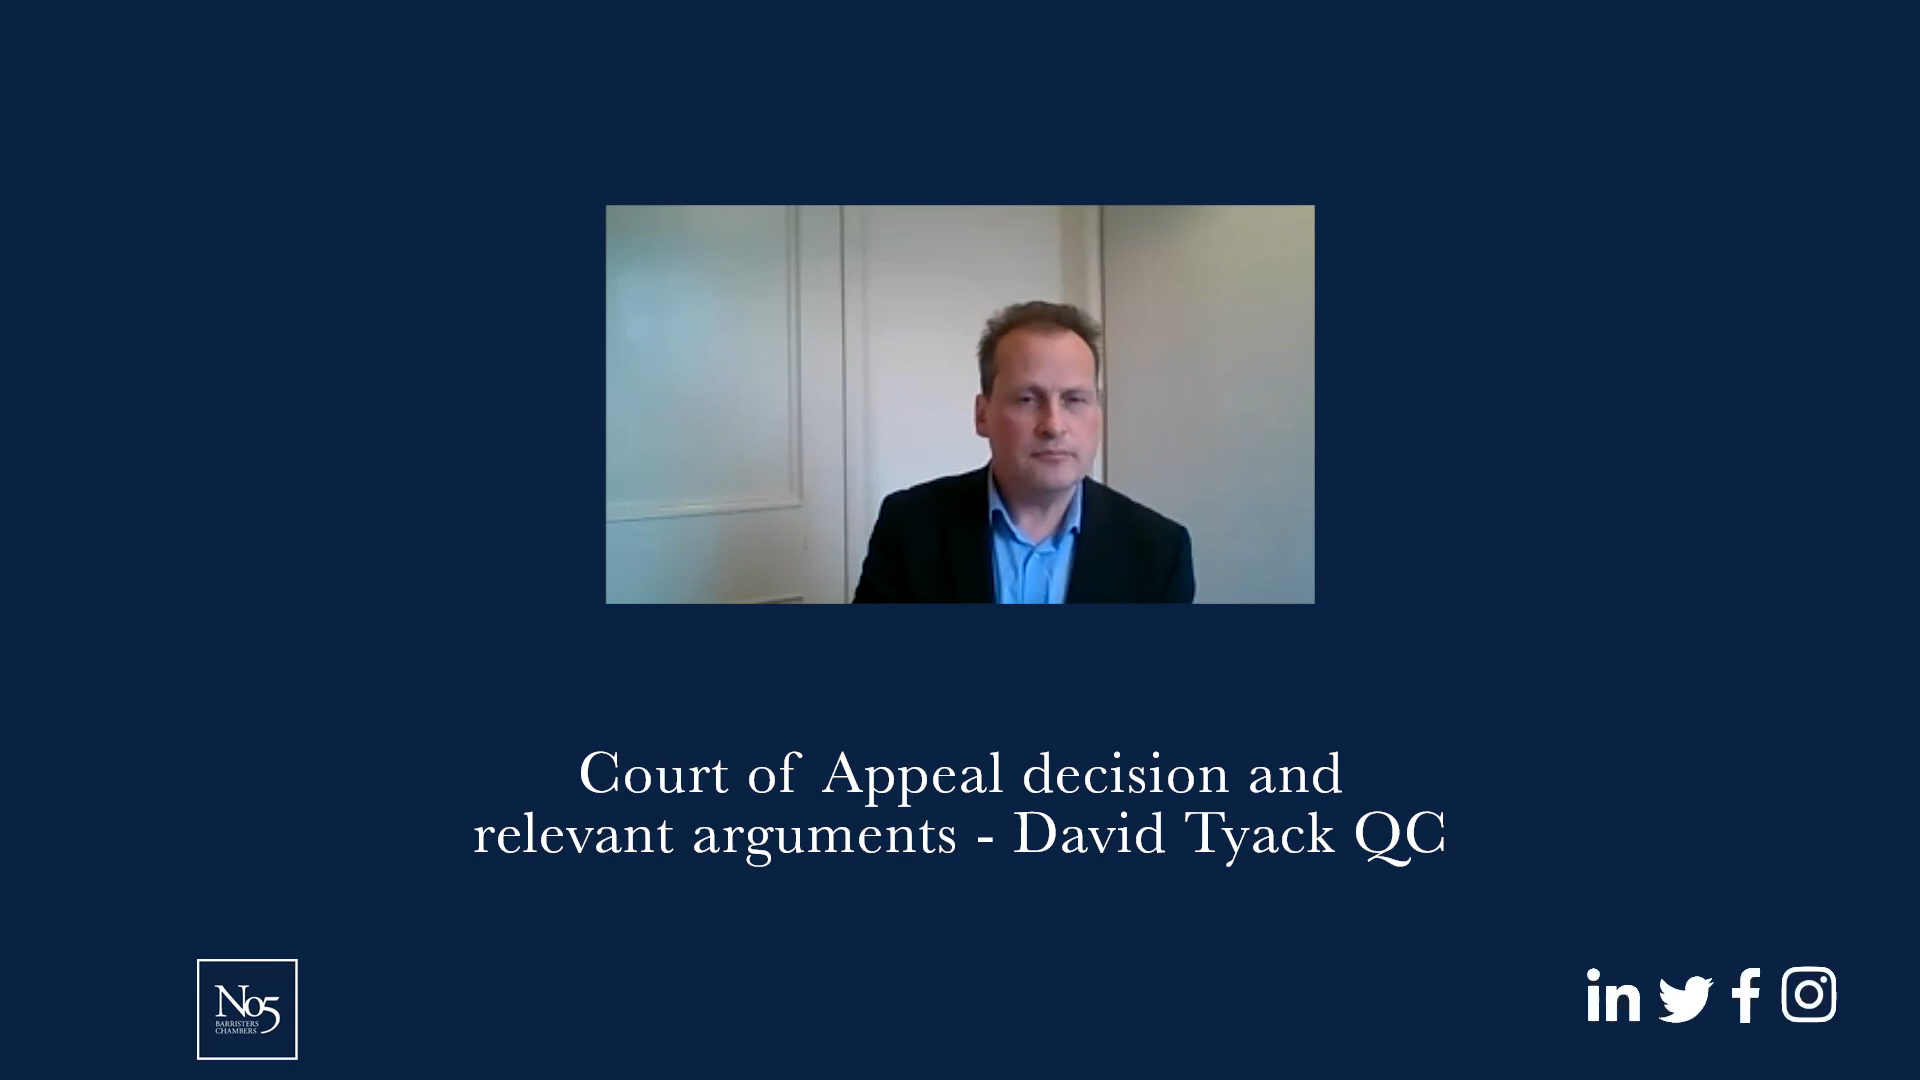 Court of Appeal decision and
relevant arguments - David Tyack QC
No5
BARRISTERS
CHAMBERS
in